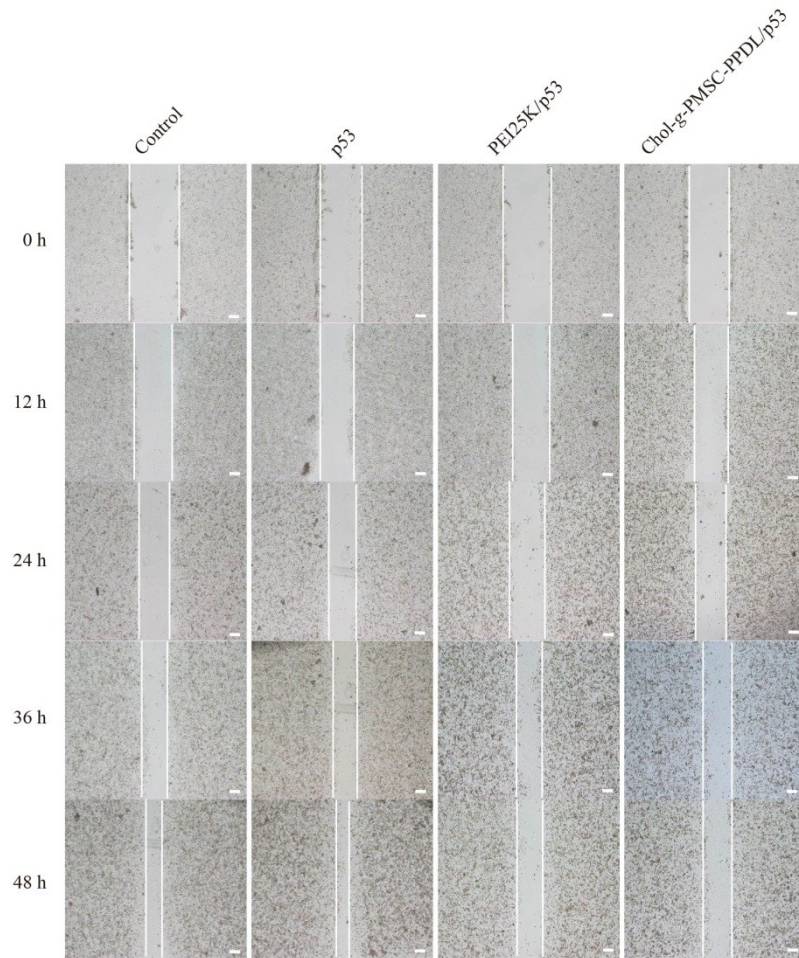 Control
p53
PEI25K/p53
Chol-g-PMSC-PPDL/p53
0 h
12 h
24 h
36 h
48 h